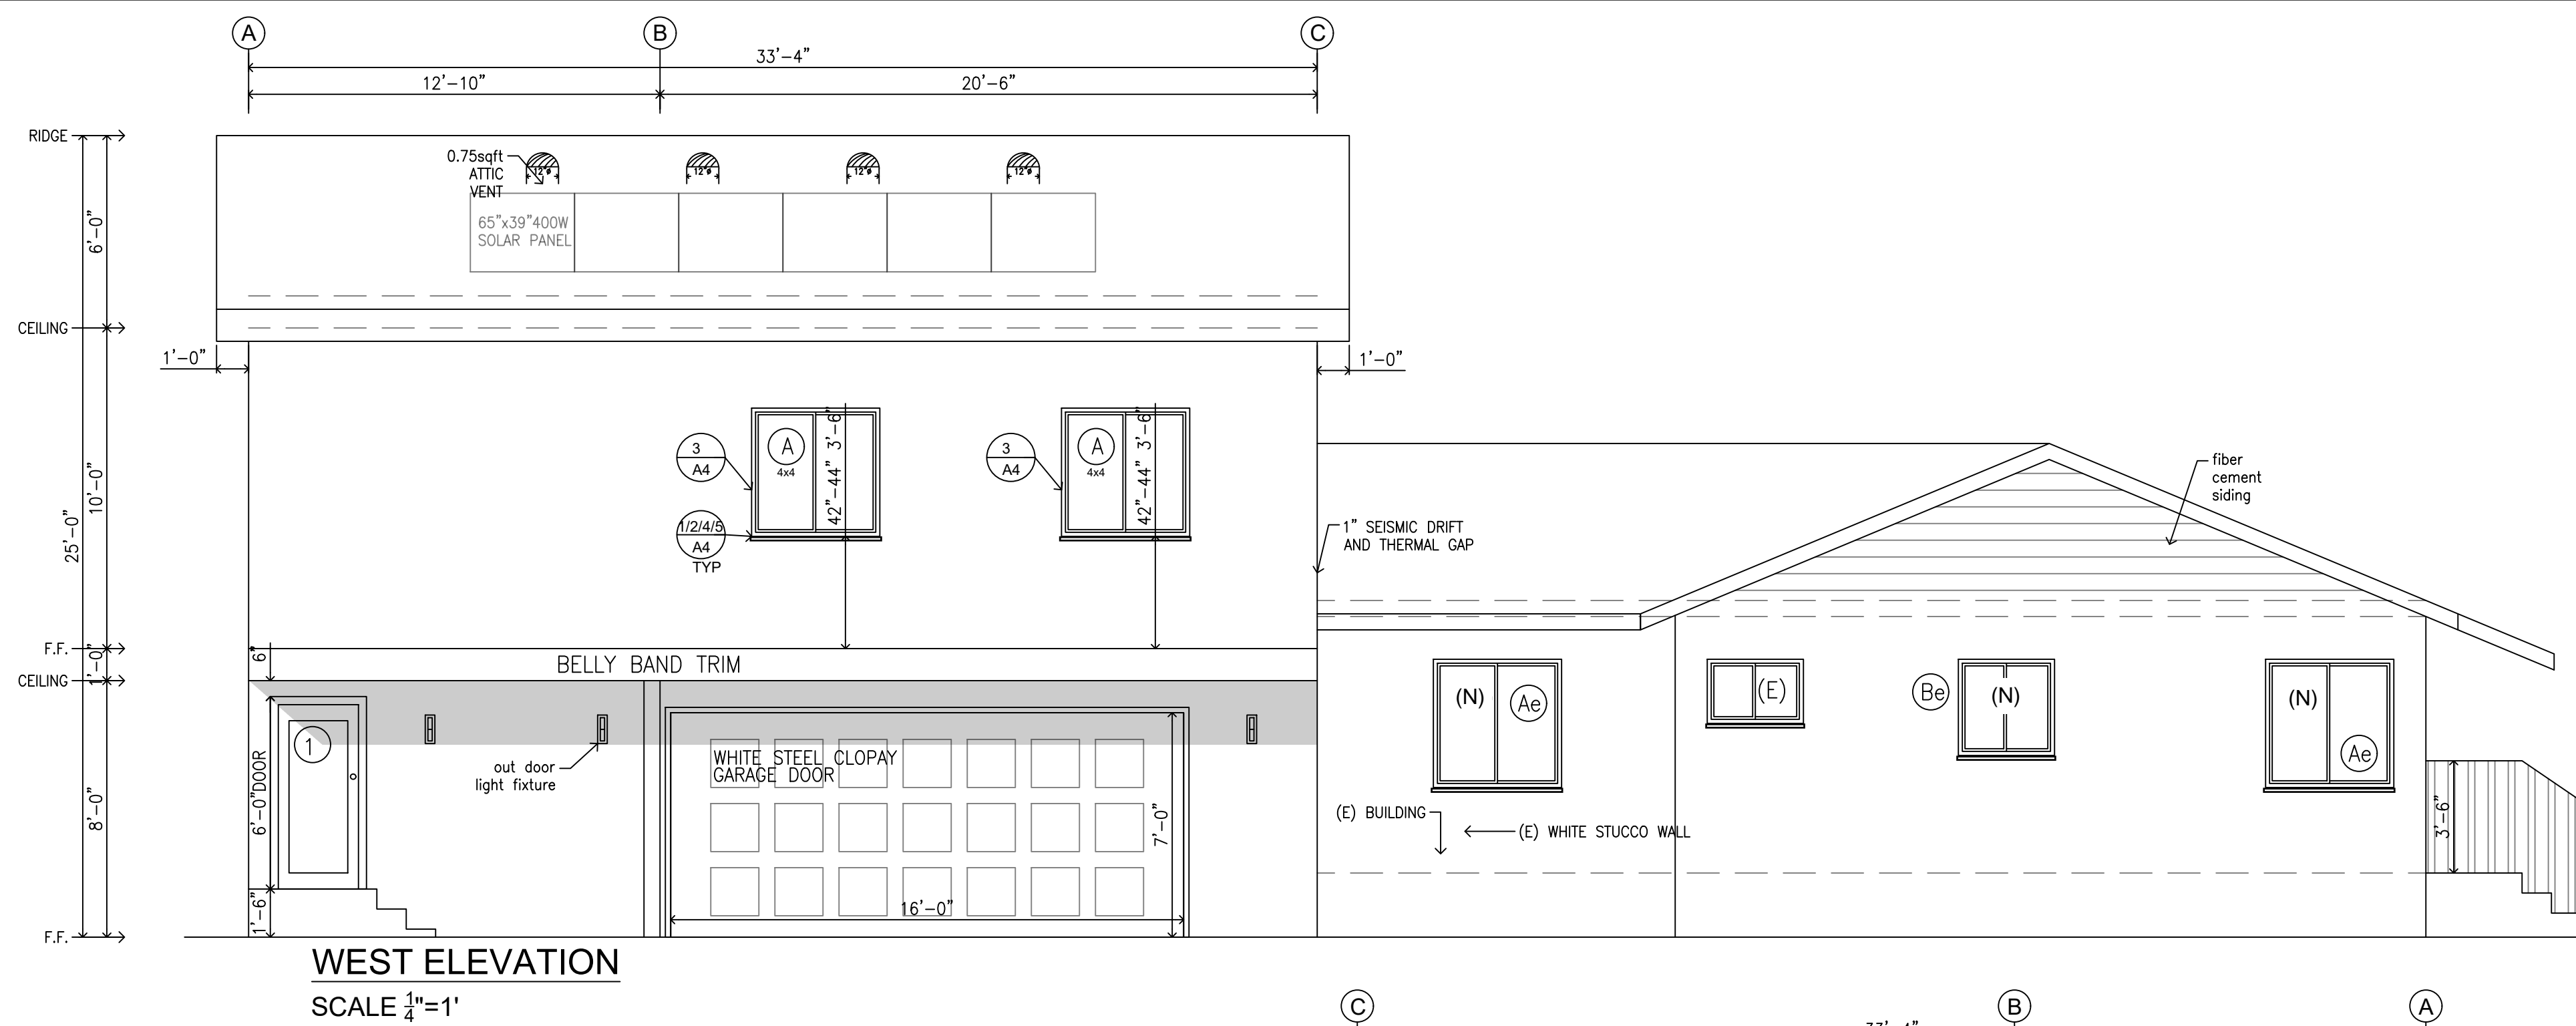 A B C
33'-4"
12'-10" 20'-6"
RIDGE
0.75sqft
ATTIC
VENT
12"ø 12"ø 12"ø 12"ø
65"x39"400W
SOLAR PANEL
6'-0"
CEILING
1'-0" 1'-0"
3
A4
A
4x4
42"-44" 3'-6"
3
A4
A
4x4
42"-44" 3'-6"
1/2/4/5
A4
TYP
10'-0"
25'-0"
fiber
cement
siding
1" SEISMIC DRIFT
AND THERMAL GAP
F.F.
1'-0"
6"
BELLY BAND TRIM
CEILING
(N) Ae
(E)
Be (N)
(N)
Ae
1
6'-0"DOOR
out door
light fixture
WHITE STEEL CLOPAY
GARAGE DOOR
8'-0"
7'-0"
16'-0"
1'-6"
(E) BUILDING
(E) WHITE STUCCO WALL
3'-6"
F.F.
WEST ELEVATION
SCALE 1/4"=1'
C B A
33'-4"